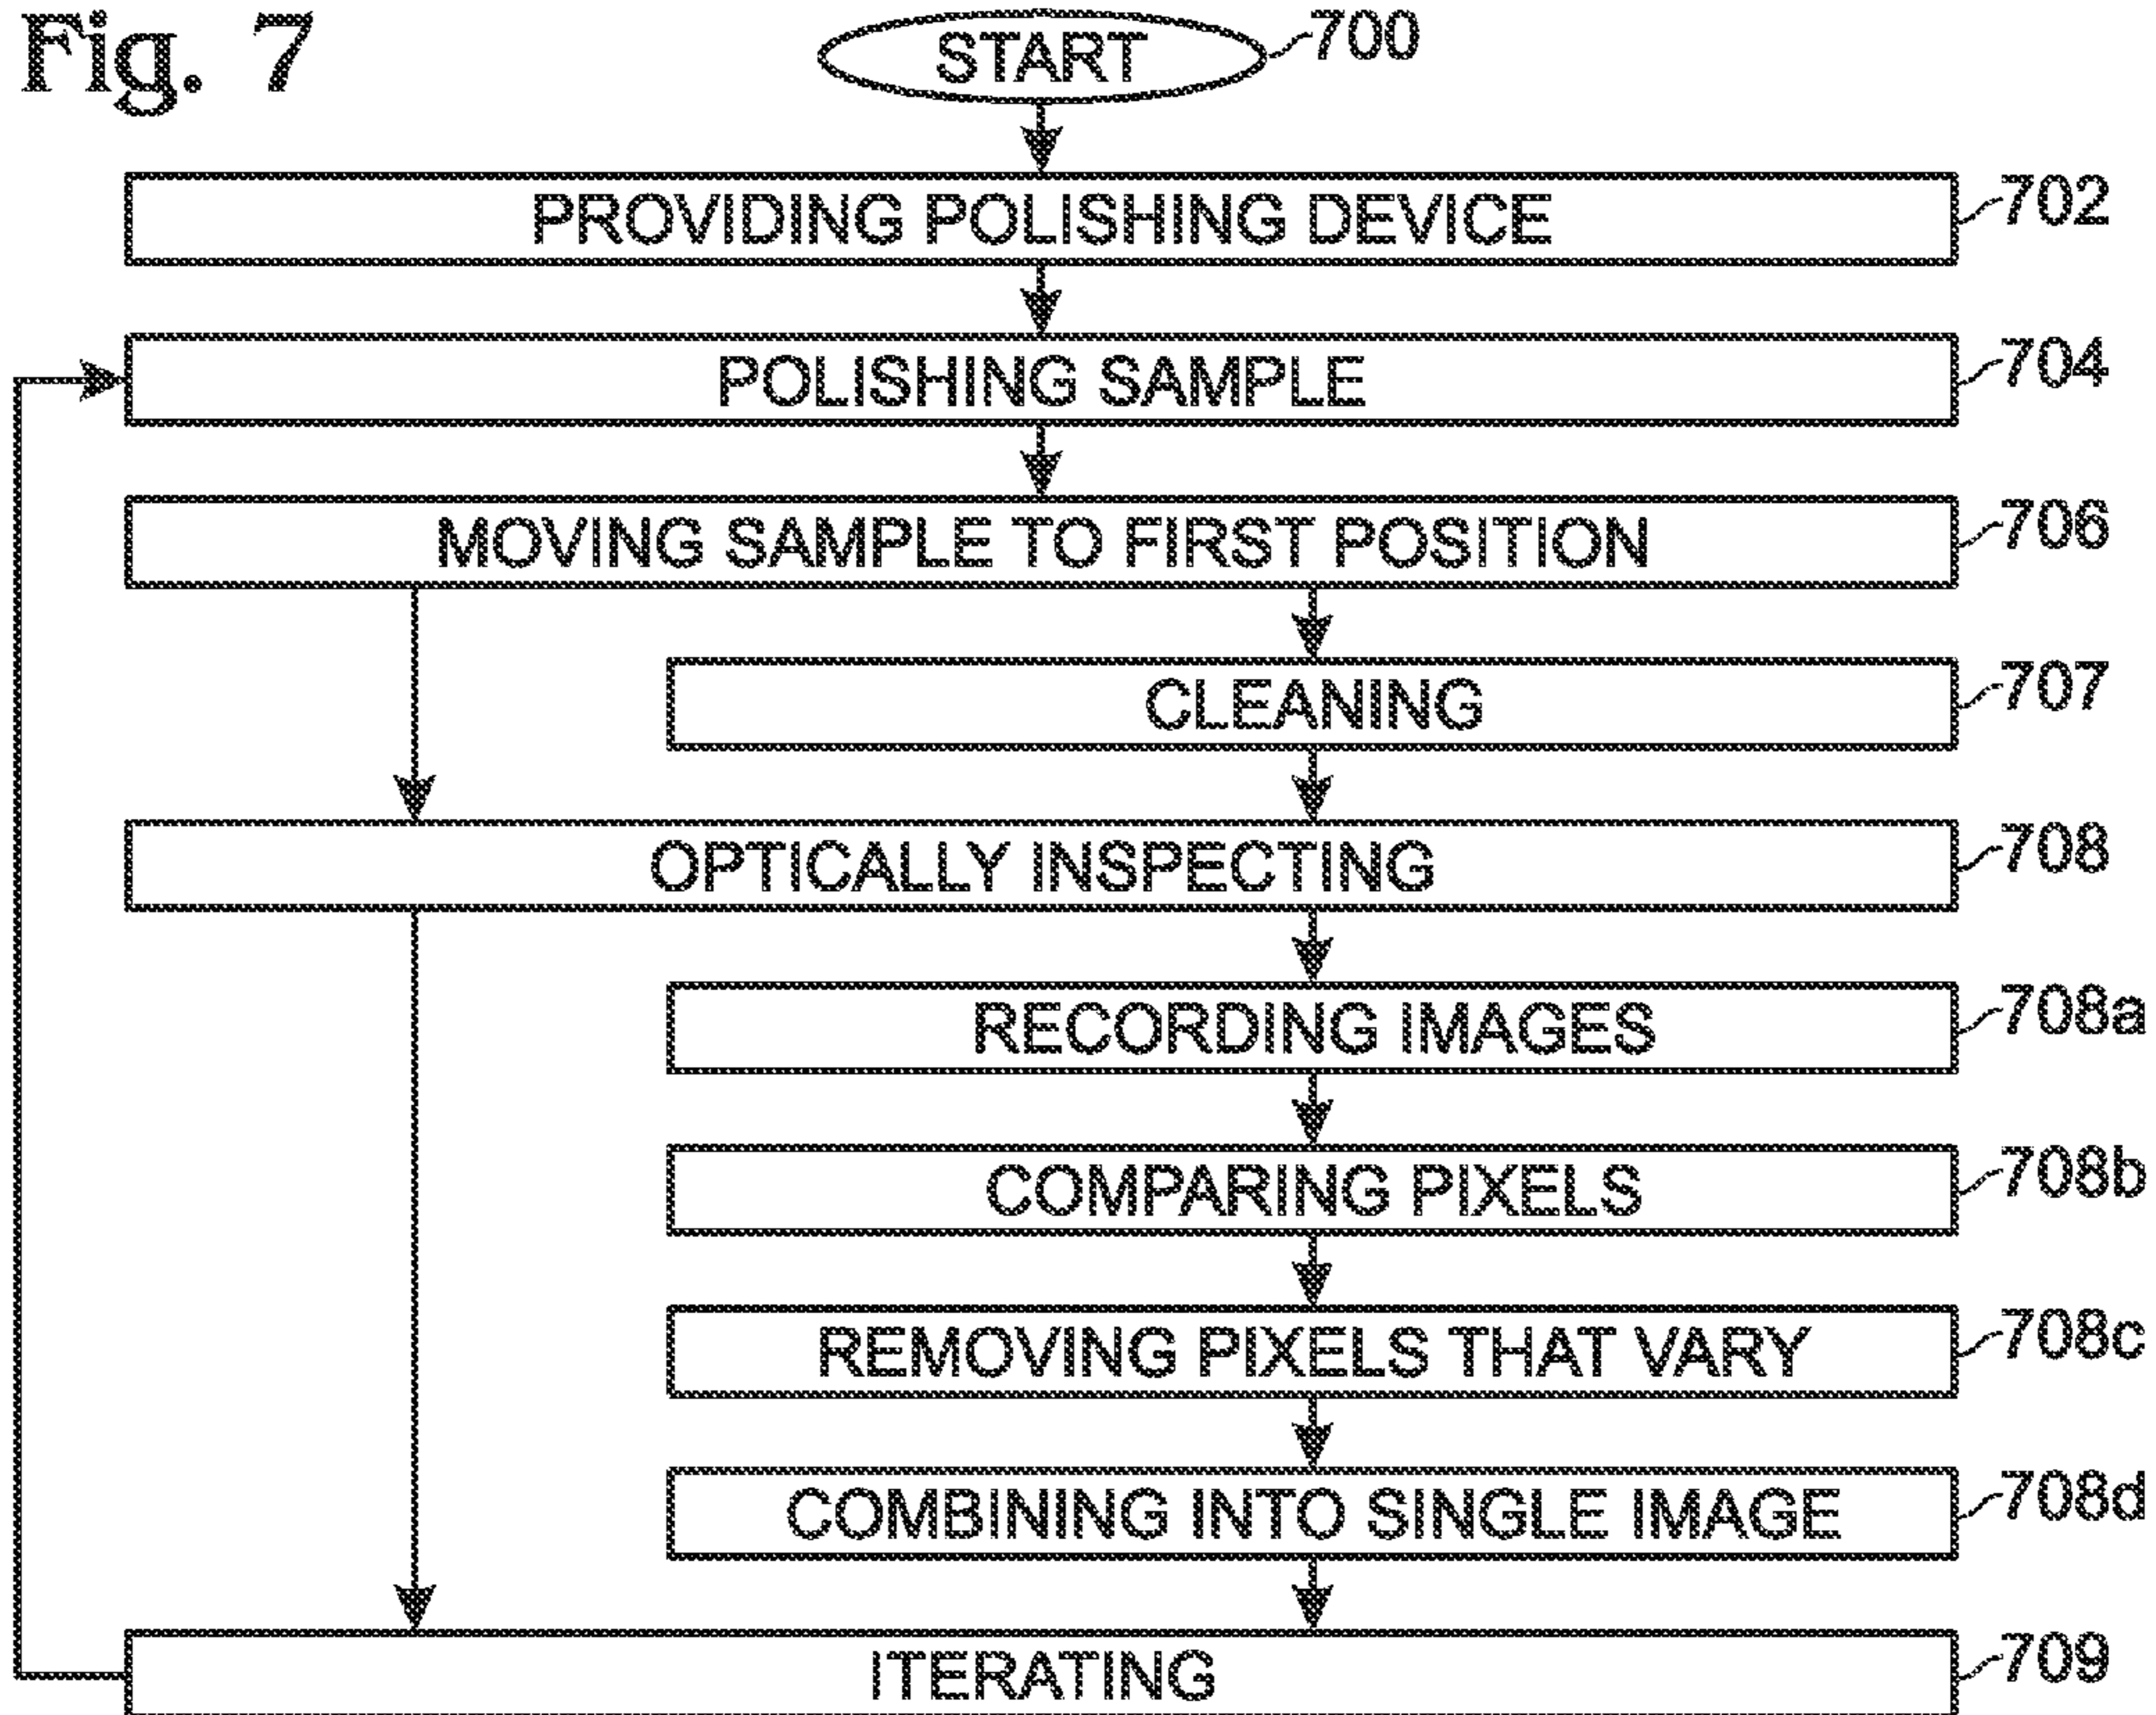 Fig. 7
START 700
PROVIDING POLISHING DEVICE 702
POLISHING SAMPLE 704
MOVING SAMPLE TO FIRST POSITION 706
CLEANING 707
OPTICALLY INSPECTING 708
RECORDING IMAGES 708a
COMPARING PIXELS 708b
REMOVING PIXELS THAT VARY 708c
COMBINING INTO SINGLE IMAGE 708d
ITERATING 709